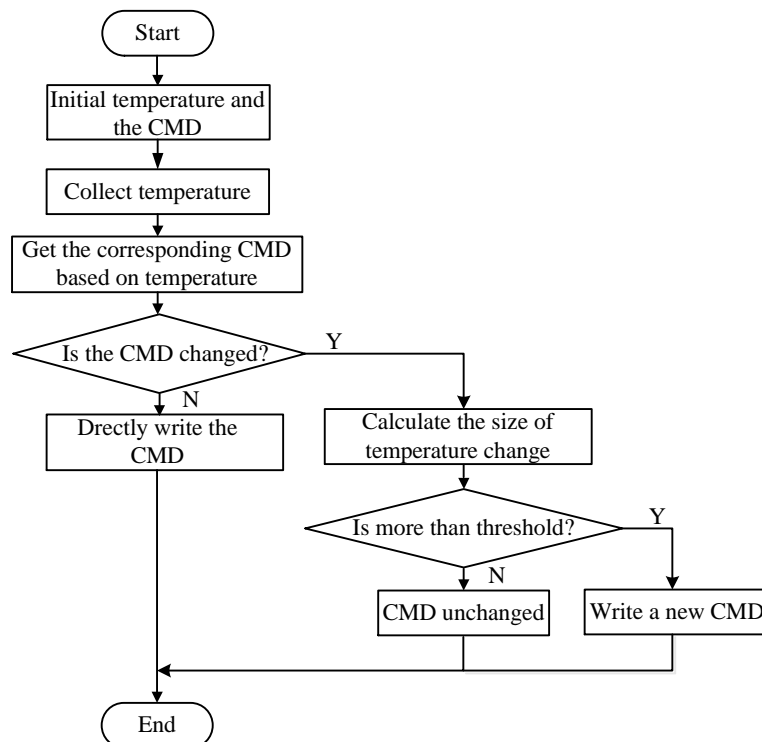 Start
Initial temperature and
the CMD
Collect temperature
Get the corresponding CMD
based on temperature
Is the CMD changed?
Y
N
Drectly write the
CMD
Calculate the size of
temperature change
Is more than threshold?
Y
N
CMD unchanged
Write a new CMD
End